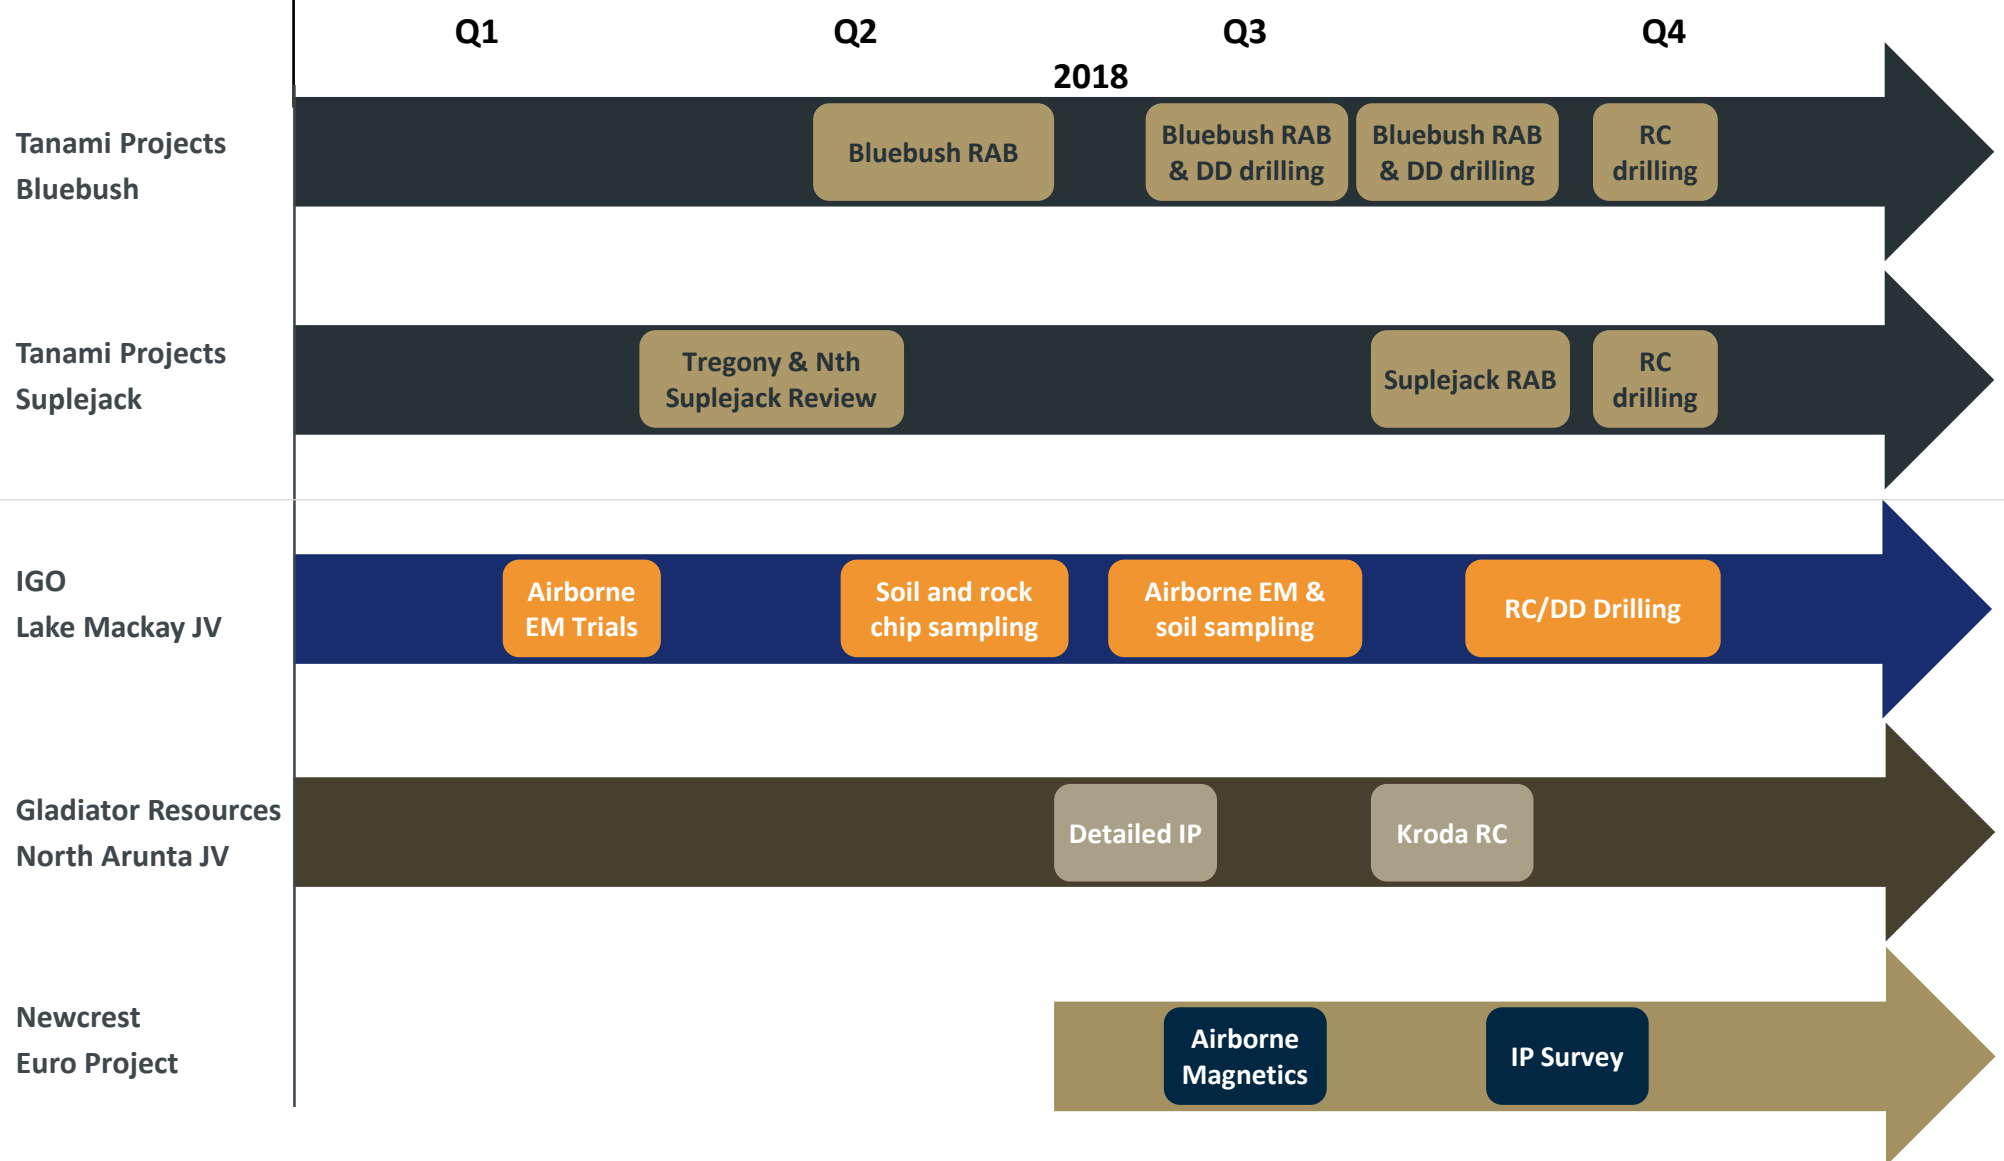 Q1
Q2
Q3
Q4
2018
Tanami Projects
Bluebush
Bluebush RAB
Bluebush RAB
& DD drilling
Bluebush RAB
& DD drilling
RC
drilling
Tanami Projects
Suplejack
Tregony & Nth
Suplejack Review
Suplejack RAB
RC
drilling
IGO
Lake Mackay JV
Airborne
EM Trials
Soil and rock
chip sampling
Airborne EM &
soil sampling
RC/DD Drilling
Gladiator Resources
North Arunta JV
Detailed IP
Kroda RC
Newcrest
Euro Project
Airborne
Magnetics
IP Survey